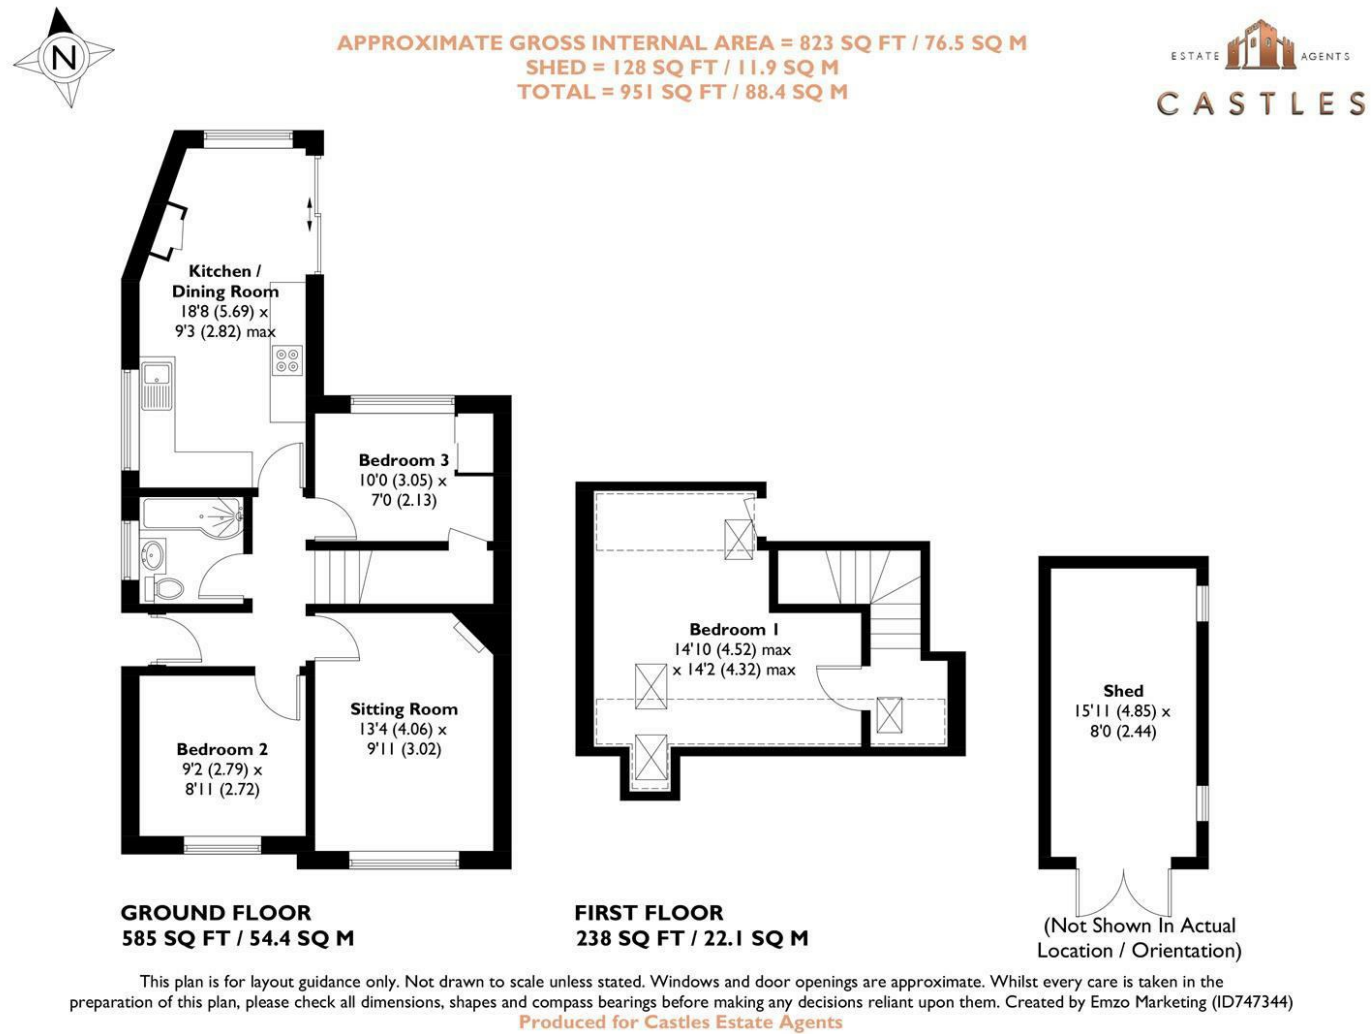 N
APPROXIMATE GROSS INTERNAL AREA = 823 SQ FT / 76.5 SQ M
SHED = 128 SQ FT / 11.9 SQ M
TOTAL = 951 SQ FT / 88.4 SQ M
ESTATE AGENTS
CASTLES
Kitchen /
Dining Room
18'8 (5.69) x
9'3 (2.82) max
Bedroom 3
10'0 (3.05) x
7'0 (2.13)
Sitting Room
13'4 (4.06) x
9'11 (3.02)
Bedroom 2
9'2 (2.79) x
8'11 (2.72)
Bedroom 1
14'10 (4.52) max
x 14'2 (4.32) max
Shed
15'11 (4.85) x
8'0 (2.44)
GROUND FLOOR
585 SQ FT / 54.4 SQ M
FIRST FLOOR
238 SQ FT / 22.1 SQ M
(Not Shown In Actual
Location / Orientation)
This plan is for layout guidance only. Not drawn to scale unless stated. Windows and door openings are approximate. Whilst every care is taken in the
preparation of this plan, please check all dimensions, shapes and compass bearings before making any decisions reliant upon them. Created by Emzo Marketing (ID747344)
Produced for Castles Estate Agents